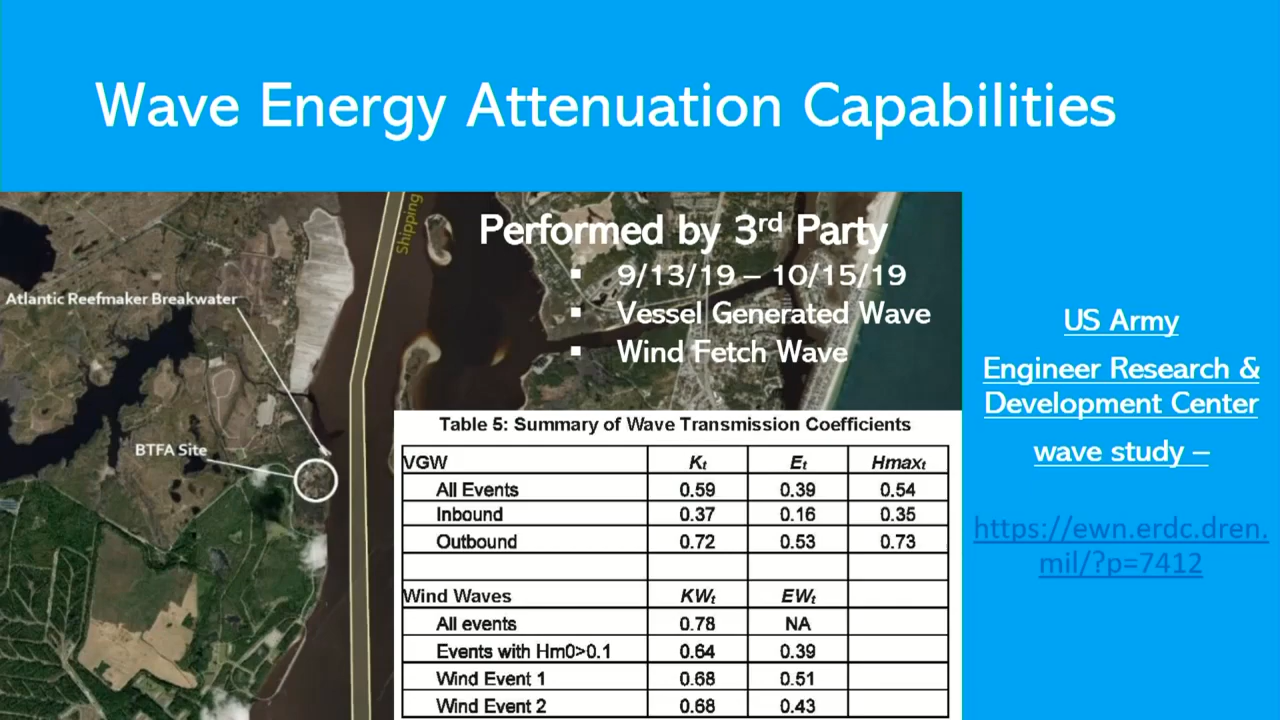 Wave Energy Attenuation Capabilities
Shipping
Performed by 3rd Party
▪ 9/13/19 – 10/15/19
▪ Vessel Generated Wave
▪ Wind Fetch Wave
Atlantic Reefmaker Breakwater
BTFA Site
Table 5: Summary of Wave Transmission Coefficients
VGW Kt Et Hmaxt
All Events 0.59 0.39 0.54
Inbound 0.37 0.16 0.35
Outbound 0.72 0.53 0.73
Wind Waves KWt EWt
All events 0.78 NA
Events with Hm0>0.1 0.64 0.39
Wind Event 1 0.68 0.51
Wind Event 2 0.68 0.43
US Army
Engineer Research &
Development Center
wave study –
https://ewn.erdc.dren.
mil/?p=7412